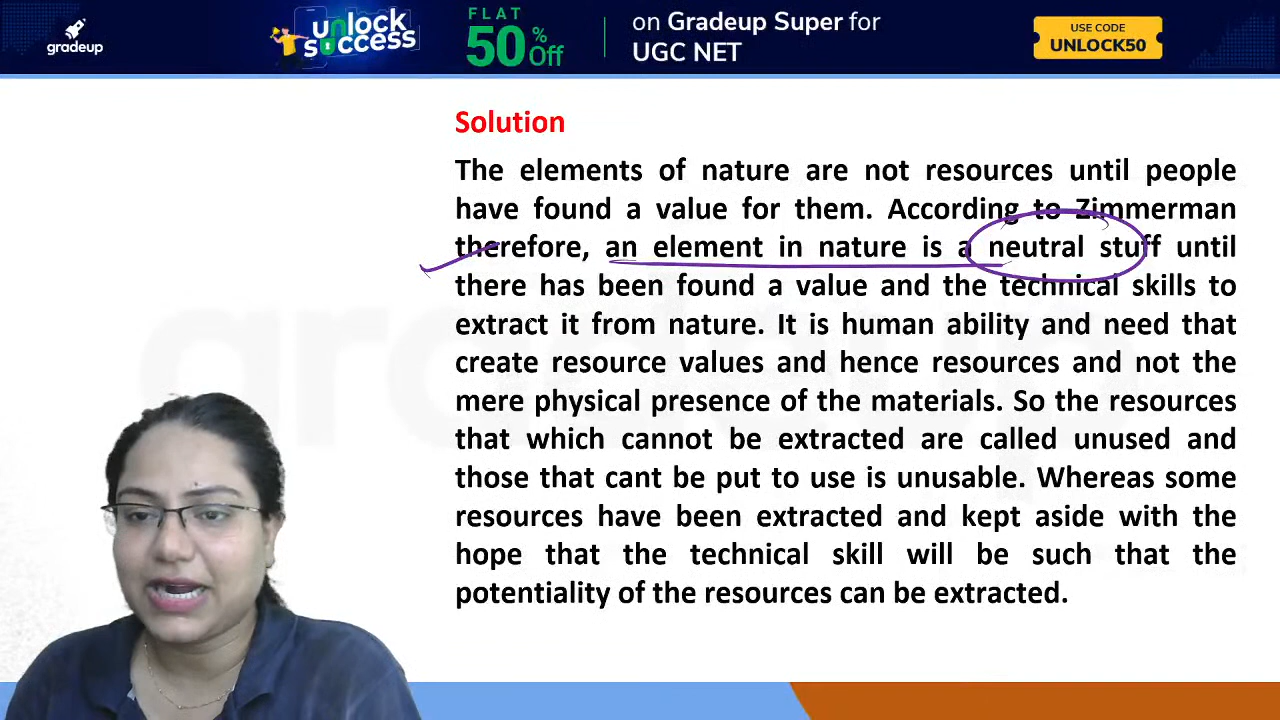 gradeup
unlock
success
FLAT
50% Off
on Gradeup Super for
UGC NET
USE CODE
UNLOCK50
Solution
The elements of nature are not resources until people
have found a value for them. According to Zimmerman
therefore, an element in nature is a neutral stuff until
there has been found a value and the technical skills to
extract it from nature. It is human ability and need that
create resource values and hence resources and not the
mere physical presence of the materials. So the resources
that which cannot be extracted are called unused and
those that cant be put to use is unusable. Whereas some
resources have been extracted and kept aside with the
hope that the technical skill will be such that the
potentiality of the resources can be extracted.
gradeup